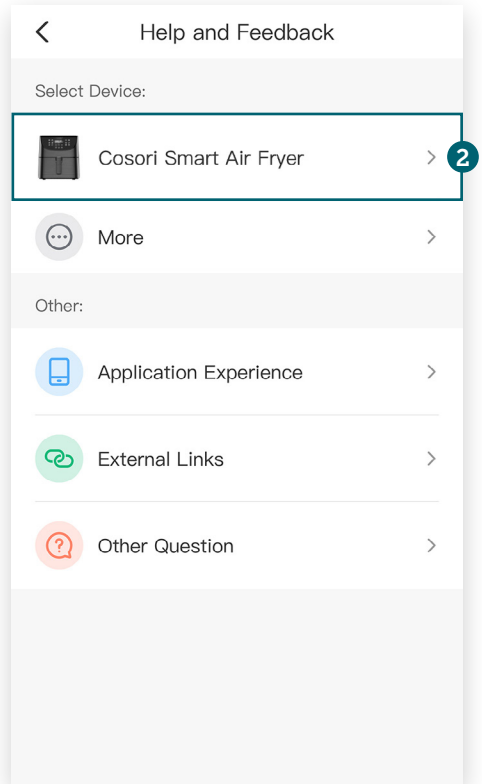 Help and Feedback
Select Device:
Cosori Smart Air Fryer
2
More
Other:
Application Experience
External Links
Other Question